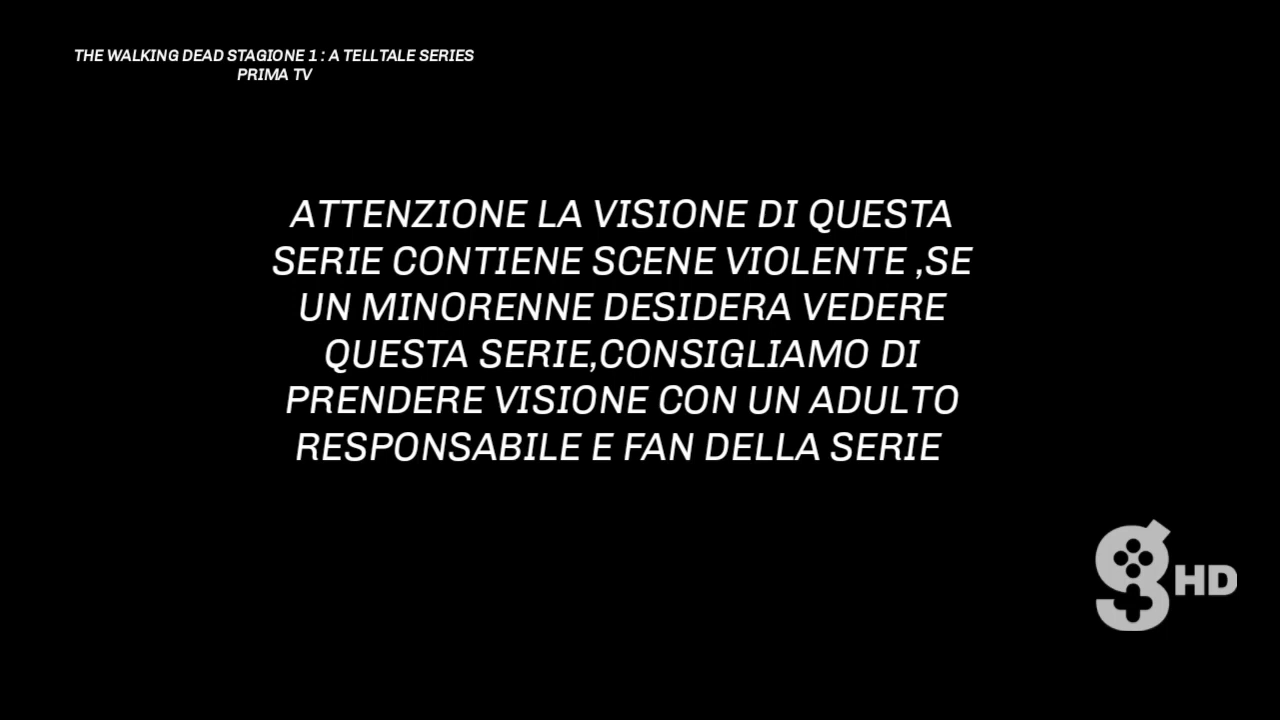 THE WALKING DEAD STAGIONE 1 : A TELLTALE SERIES
PRIMA TV
ATTENZIONE LA VISIONE DI QUESTA
SERIE CONTIENE SCENE VIOLENTE ,SE
UN MINORENNE DESIDERA VEDERE
QUESTA SERIE,CONSIGLIAMO DI
PRENDERE VISIONE CON UN ADULTO
RESPONSABILE E FAN DELLA SERIE
g HD